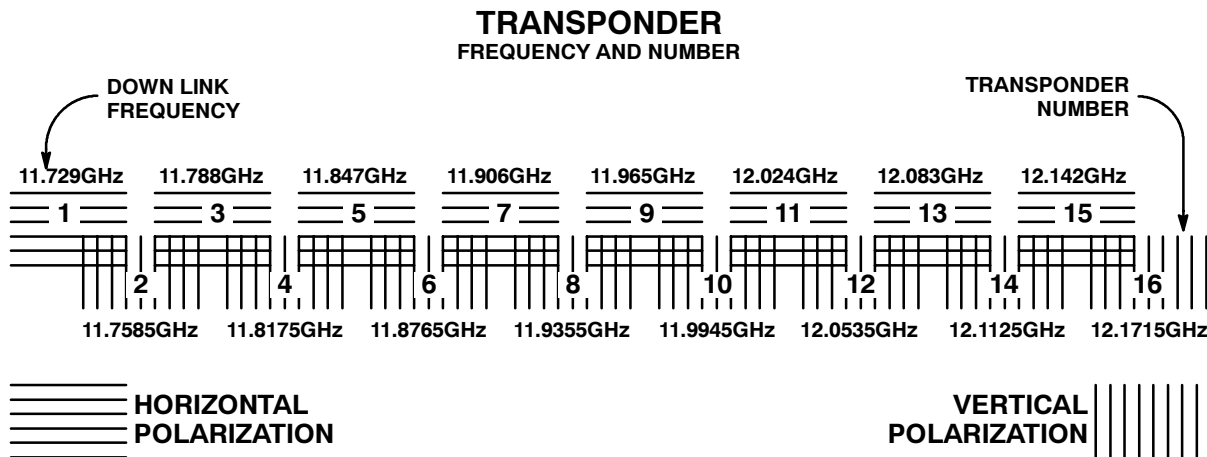 TRANSPONDER
FREQUENCY AND NUMBER
DOWN LINK
FREQUENCY
TRANSPONDER
NUMBER
11.729GHz 11.788GHz 11.847GHz 11.906GHz 11.965GHz 12.024GHz 12.083GHz 12.142GHz
1 3 5 7 9 11 13 15
2 4 6 8 10 12 14 16
11.7585GHz 11.8175GHz 11.8765GHz 11.9355GHz 11.9945GHz 12.0535GHz 12.1125GHz 12.1715GHz
HORIZONTAL
POLARIZATION
VERTICAL
POLARIZATION